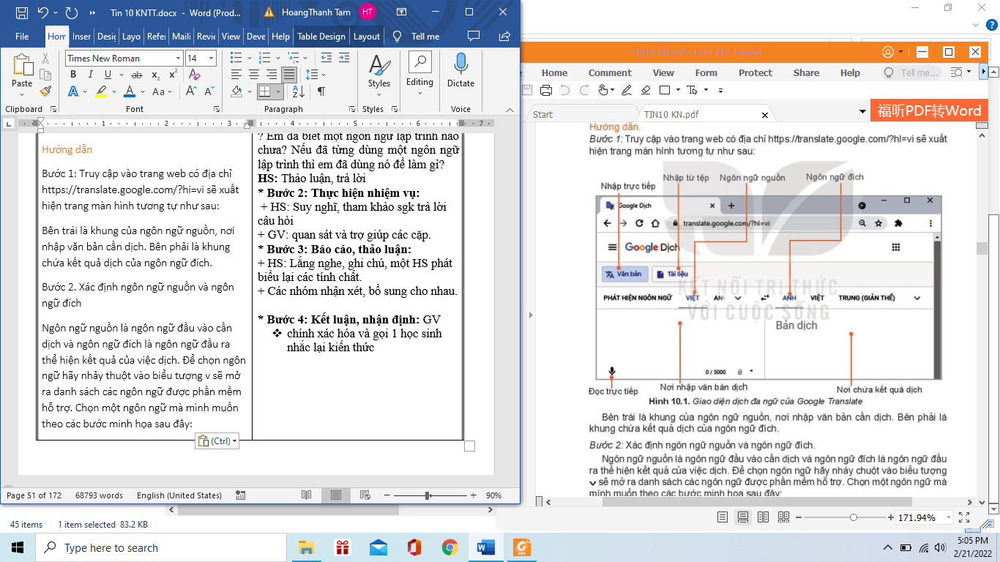 Tin 10 KNTT.docx - Word (Prod...
HoangThanh Tam
HT
File Hom Inser Desig Layo Refer Maili Revie View Deve Help Table Design Layout Tell me
Times New Roman 14
Paste
Styles
Editing
Dictate
Clipboard Font Paragraph Styles Voice
? Em đã biết một ngôn ngữ lập trình nào
chưa? Nếu đã từng dùng một ngôn ngữ
lập trình thì em đã dùng nó để làm gì?
HS: Thảo luận, trả lời
* Bước 2: Thực hiện nhiệm vụ:
+ HS: Suy nghĩ, tham khảo sgk trả lời
câu hỏi
+ GV: quan sát và trợ giúp các cặp.
* Bước 3: Báo cáo, thảo luận:
+ HS: Lắng nghe, ghi chú, một HS phát
biểu lại các tính chất.
+ Các nhóm nhận xét, bổ sung cho nhau.
* Bước 4: Kết luận, nhận định: GV
❖ chính xác hóa và gọi 1 học sinh
nhắc lại kiến thức
Hướng dẫn
Bước 1: Truy cập vào trang web có địa chỉ
https://translate.google.com/?hi=vi sẽ xuất
hiện trang màn hình tương tự như sau:
Bên trái là khung của ngôn ngữ nguồn, nơi
nhập văn bản cần dịch. Bên phải là khung
chứa kết quả dịch của ngôn ngữ đích.
Bước 2. Xác định ngôn ngữ nguồn và ngôn
ngữ đích
Ngôn ngữ nguồn là ngôn ngữ đầu vào cần
dịch và ngôn ngữ đích là ngôn ngữ đầu ra
thể hiện kết quả của việc dịch. Để chọn ngôn
ngữ hãy nhảy thuột vào biểu tượng v sẽ mở
ra danh sách các ngôn ngữ được phần mềm
hỗ trợ. Chọn một ngôn ngữ mà mình muốn
theo các bước minh họa sau đây:
(Ctrl)
Page 51 of 172 68793 words English (United States) 90%
45 items 1 item selected 83.2 KB
TIN10 KN.pdf - Foxit PDF Reader
Home Comment View Form Protect Share Help Tell me...
Start TIN10 KN.pdf
福昕PDF转Word
Hướng dẫn.
Bước 1: Truy cập vào trang web có địa chỉ https://translate.google.com/?hl=vi sẽ xuất
hiện trang màn hình tương tự như sau:
Nhập trực tiếp Nhập từ tệp Ngôn ngữ nguồn Ngôn ngữ đích
Google Dịch
translate.google.com/?hl=vi
Google Dịch
Văn bản Tài liệu
KẾT NỐI TRI THỨC
PHÁT HIỆN NGÔN NGỮ VIỆT ANH ANH VIỆT TRUNG (GIẢN THỂ)
VỚI CUỘC SỐNG
Bản dịch
0 / 5000
Đọc trực tiếp Nơi nhập văn bản dịch Nơi chứa kết quả dịch
Hình 10.1. Giao diện dịch đa ngữ của Google Translate
Bên trái là khung của ngôn ngữ nguồn, nơi nhập văn bản cần dịch. Bên phải là
khung chứa kết quả dịch của ngôn ngữ đích.
Bước 2: Xác định ngôn ngữ nguồn và ngôn ngữ đích.
Ngôn ngữ nguồn là ngôn ngữ đầu vào cần dịch và ngôn ngữ đích là ngôn ngữ đầu
ra thể hiện kết quả của việc dịch. Để chọn ngôn ngữ hãy nháy chuột vào biểu tượng
v sẽ mở ra danh sách các ngôn ngữ được phần mềm hỗ trợ. Chọn một ngôn ngữ mà
mình muốn theo các bước minh họa sau đây:
171.94%
Type here to search
5:05 PM
2/21/2022